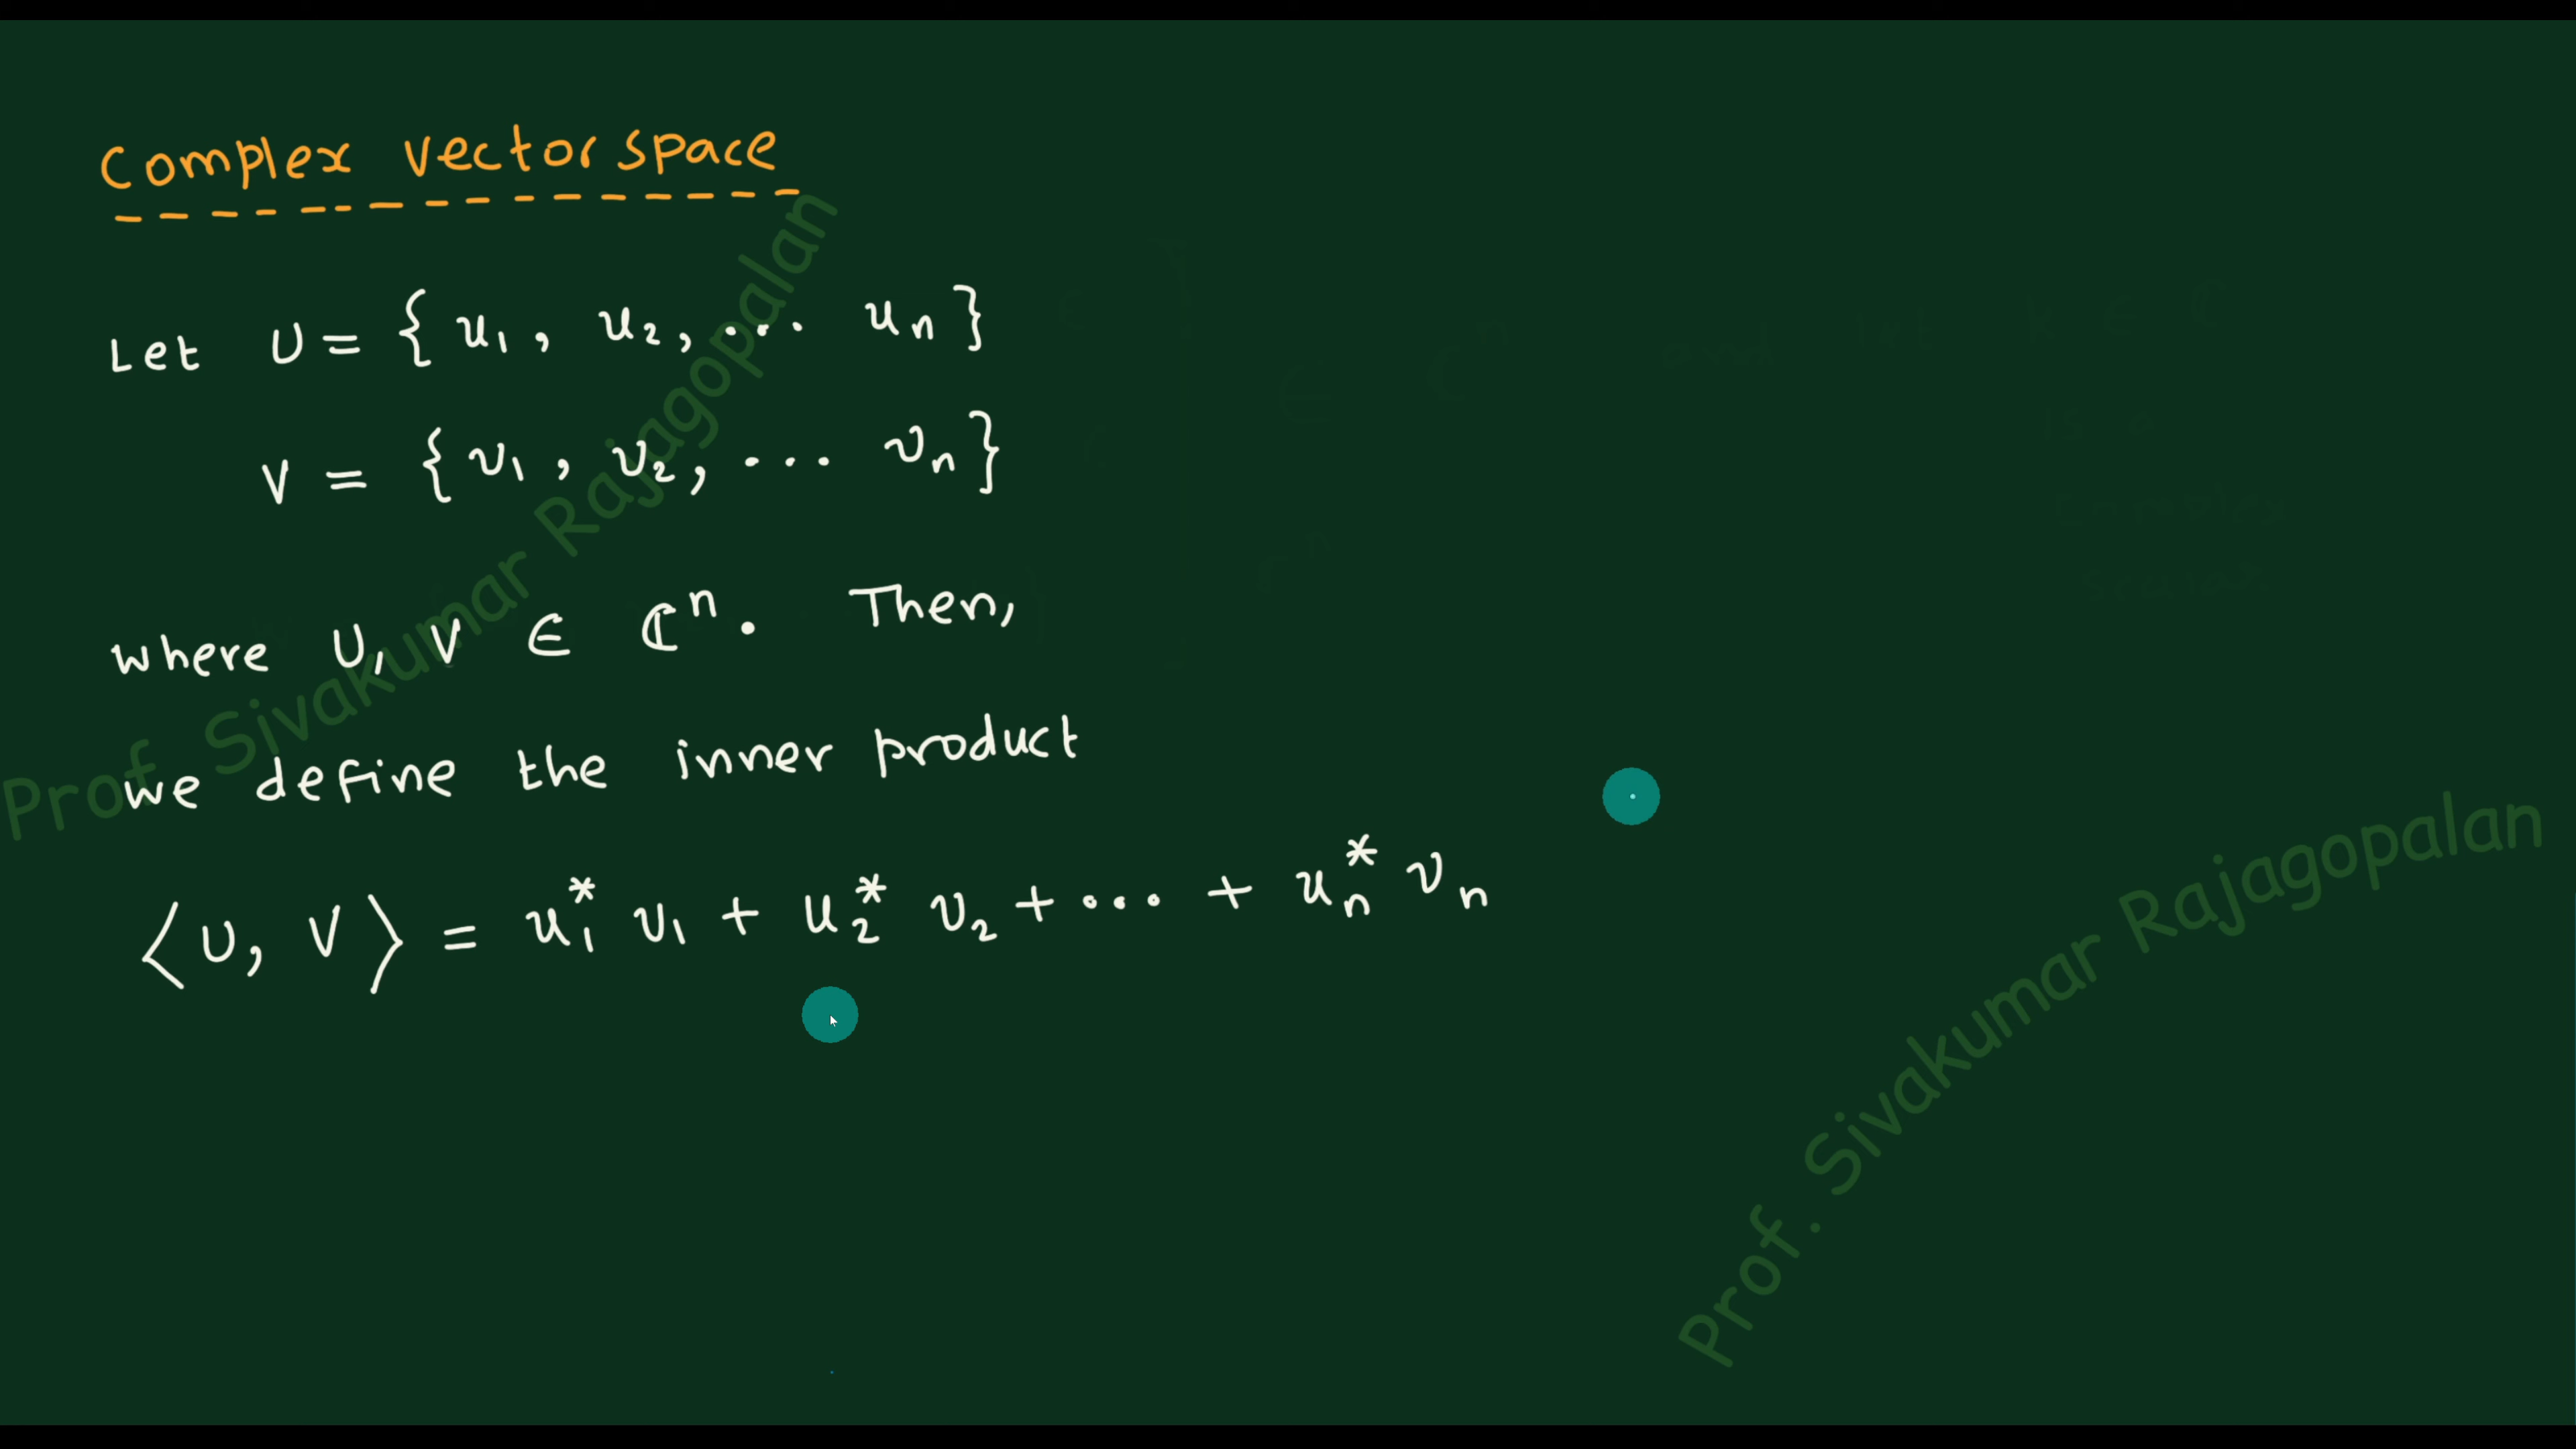 Complex vector space
Let U = { u₁, u₂, ... uₙ }
V = { v₁, v₂, ... vₙ }
where U, V ∈ ℂⁿ. Then,
we define the inner product
⟨U, V⟩ = u₁* v₁ + u₂* v₂ + ... + uₙ* vₙ
Prof. Sivakumar Rajagopalan
Prof. Sivakumar Rajagopalan